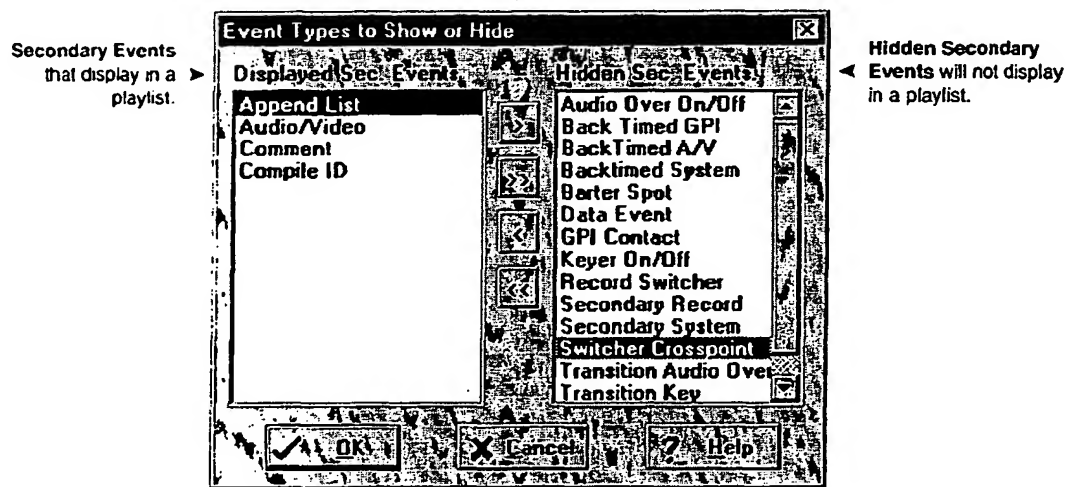 Event Types to Show or Hide
Secondary Events
that display in a
playlist.
Displayed Sec. Events
Append List
Audio/Video
Comment
Compile ID
>
>>
<
<<
Hidden Sec. Events
Audio Over On/Off
Back Timed GPI
BackTimed A/V
Backtimed System
Barter Spot
Data Event
GPI Contact
Keyer On/Off
Record Switcher
Secondary Record
Secondary System
Switcher Crosspoint
Transition Audio Over
Transition Key
Hidden Secondary
Events will not display
in a playlist.
OK
Cancel
? Help